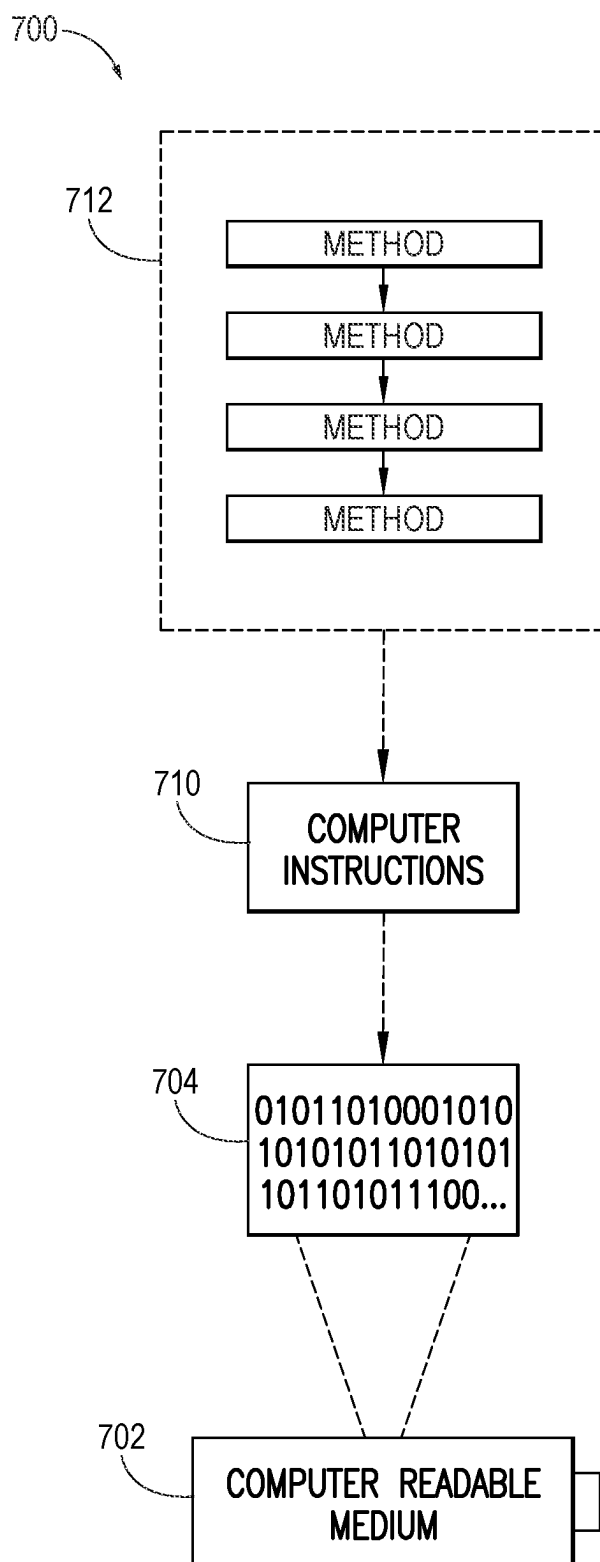 700
712
METHOD
METHOD
METHOD
METHOD
710
COMPUTER
INSTRUCTIONS
704
01011010001010
10101011010101
101101011100...
702
COMPUTER READABLE
MEDIUM